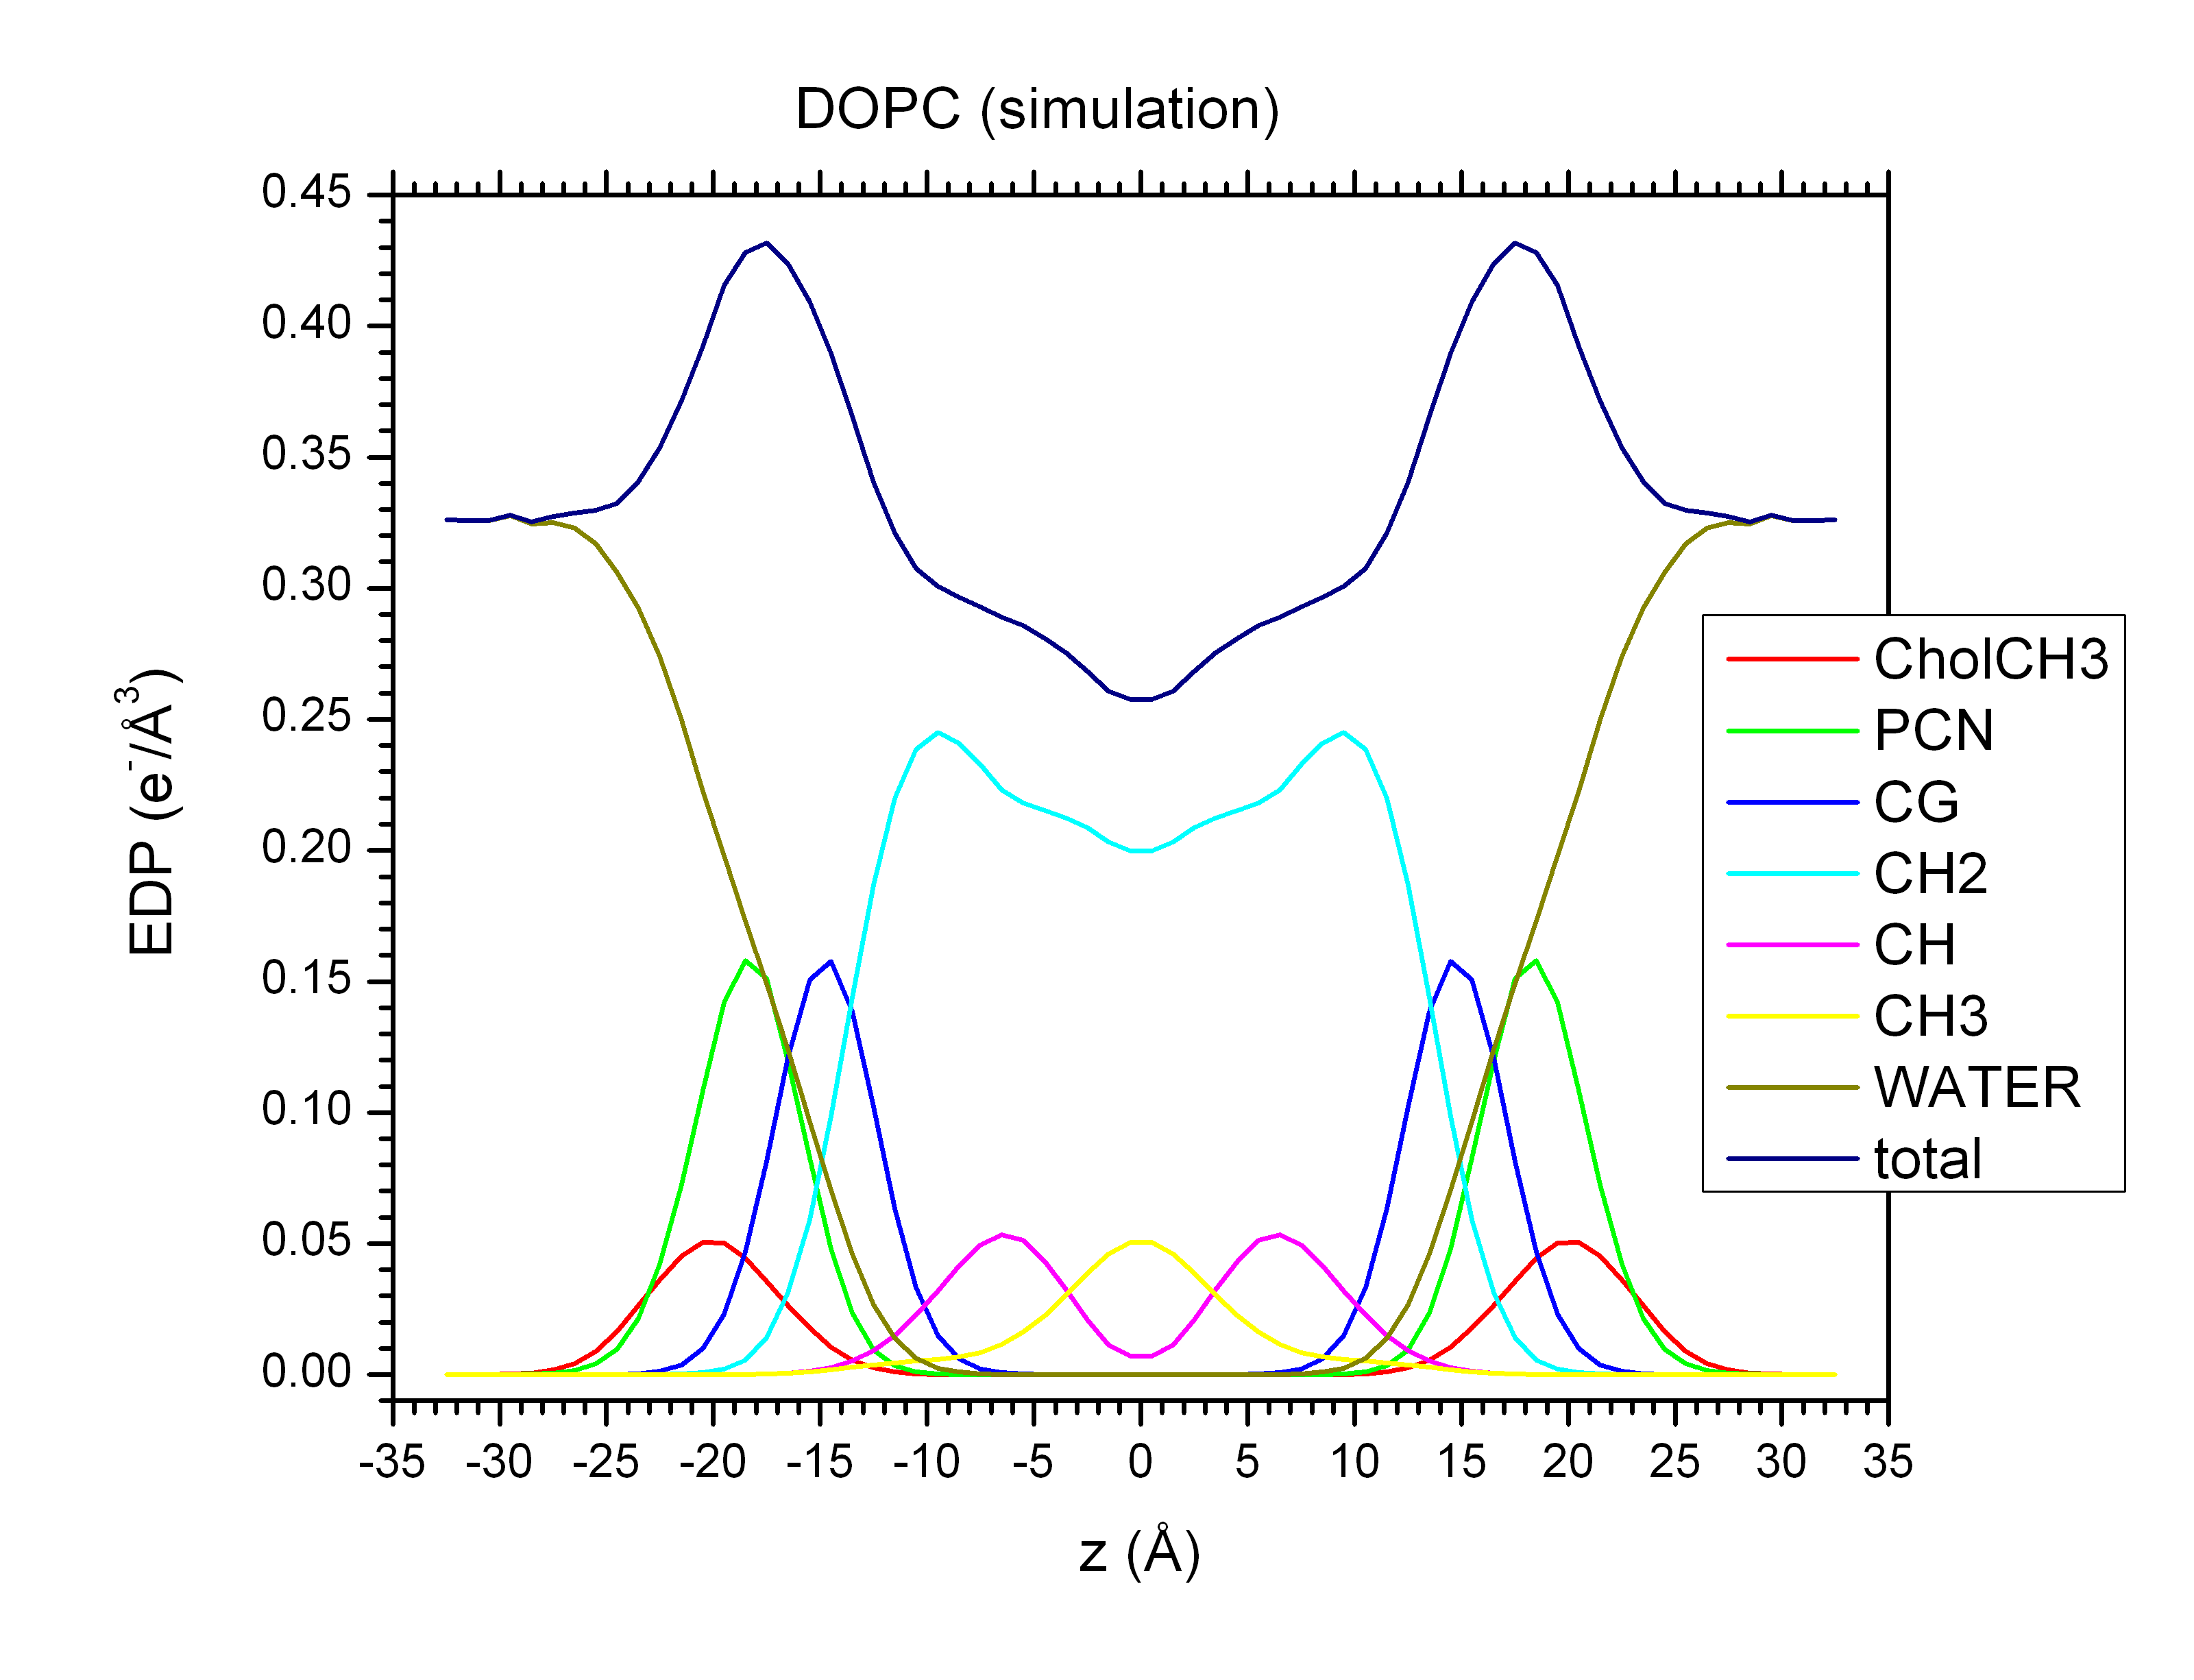 DOPC (simulation)
0.45
0.40
0.35
0.30
0.25
0.20
0.15
0.10
0.05
0.00
EDP (e⁻/Å³)
-35 -30 -25 -20 -15 -10 -5 0 5 10 15 20 25 30 35
z (Å)
CholCH3
PCN
CG
CH2
CH
CH3
WATER
total